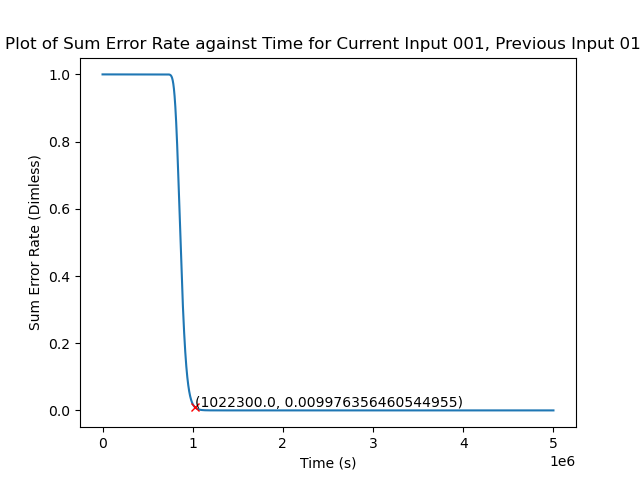 Plot of Sum Error Rate against Time for Current Input 001, Previous Input 01
1.0
0.8
0.6
0.4
0.2
0.0
Sum Error Rate (Dimless)
(1022300.0, 0.009976356460544955)
0 1 2 3 4 5
1e6
Time (s)